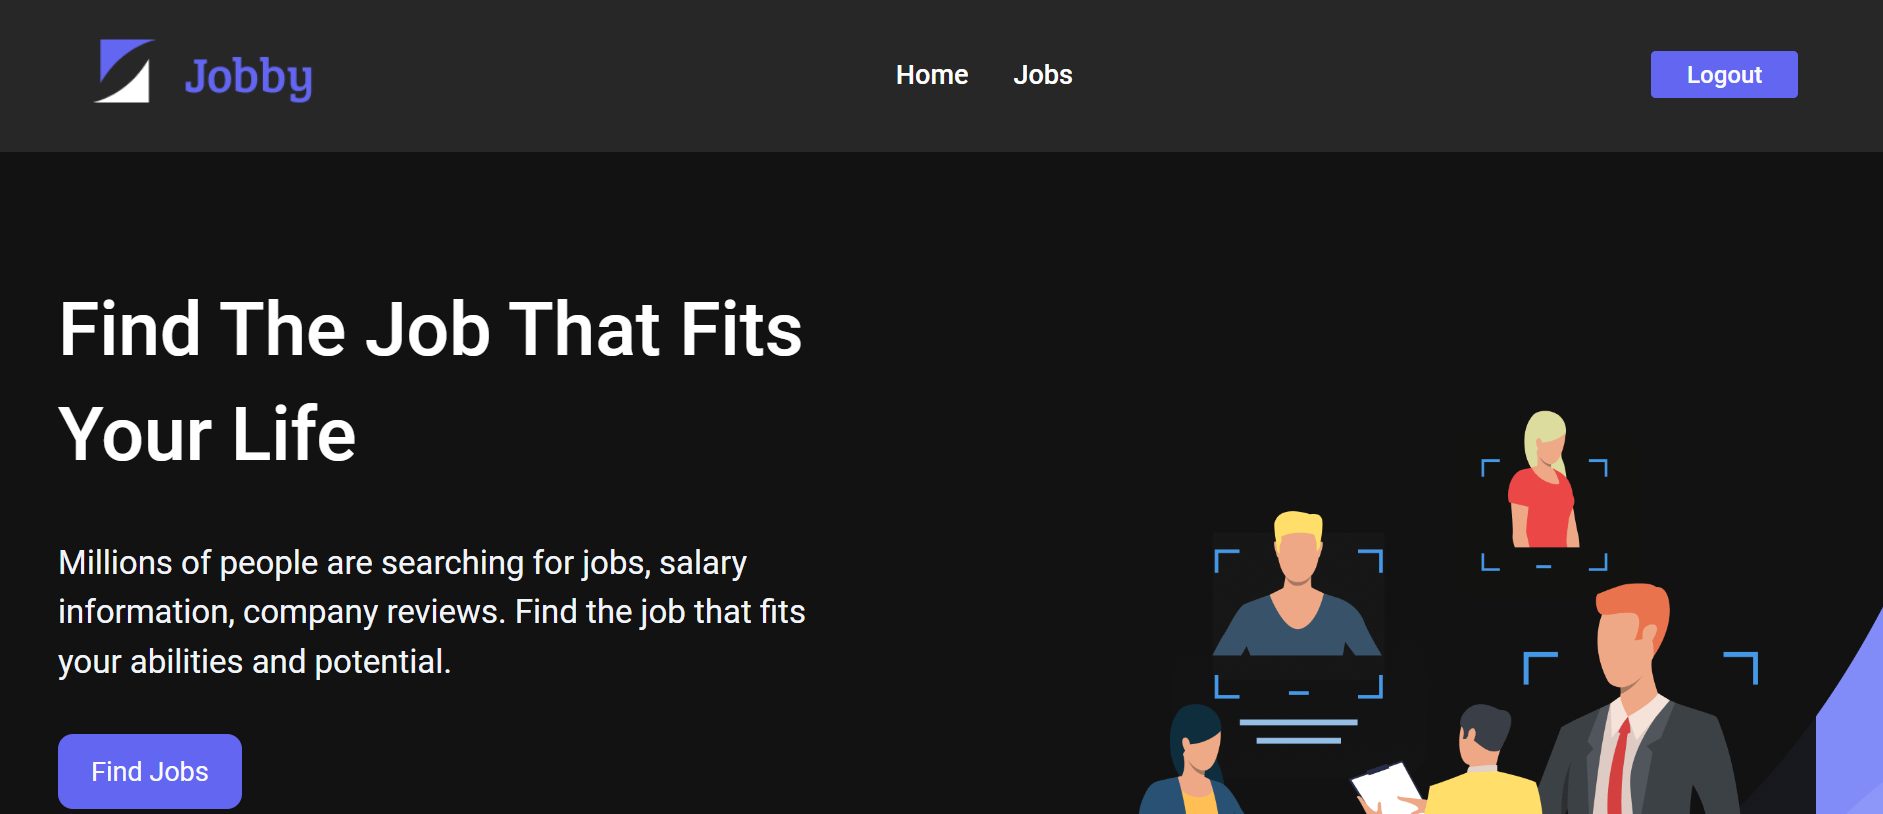 Jobby
Home Jobs
Logout
Find The Job That Fits
Your Life
Millions of people are searching for jobs, salary
information, company reviews. Find the job that fits
your abilities and potential.
Find Jobs